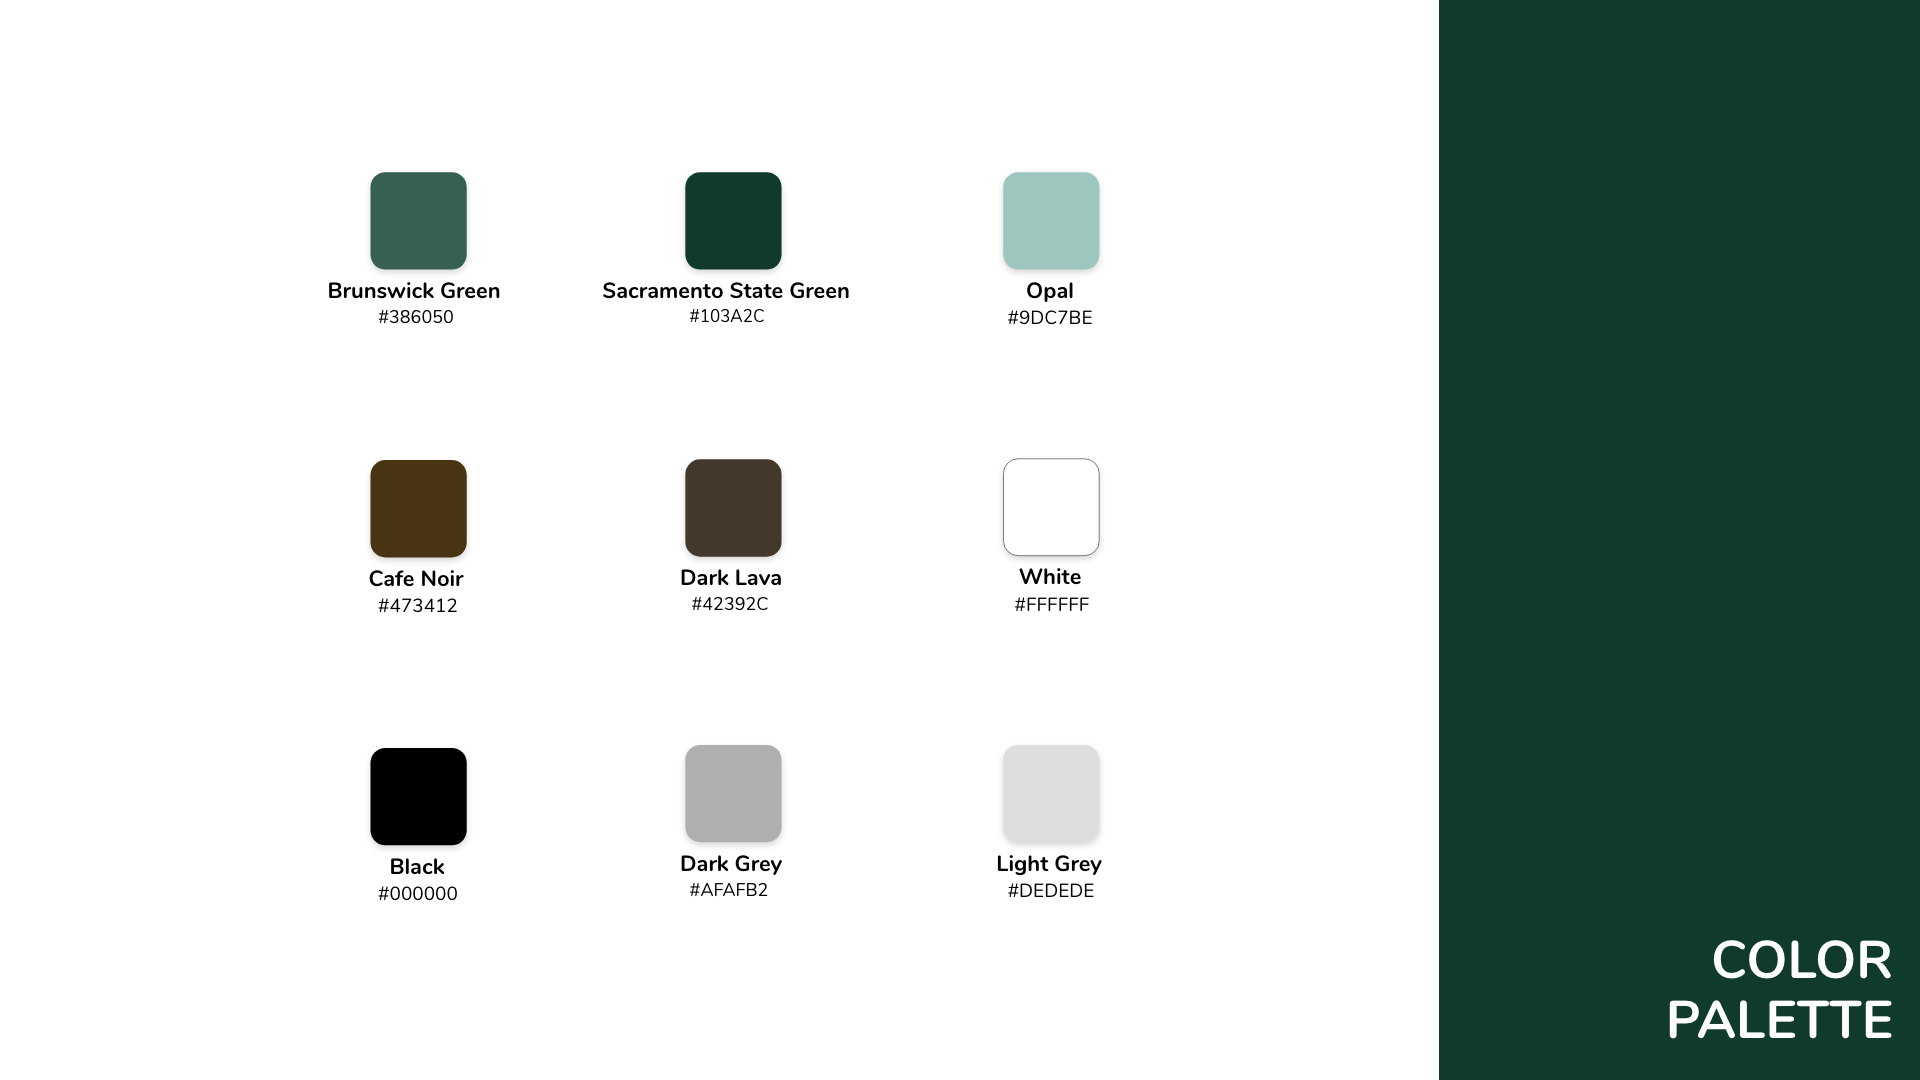 Brunswick Green
#386050
Sacramento State Green
#103A2C
Opal
#9DC7BE
Cafe Noir
#473412
Dark Lava
#42392C
White
#FFFFFF
Black
#000000
Dark Grey
#AFAFB2
Light Grey
#DEDEDE
COLOR
PALETTE